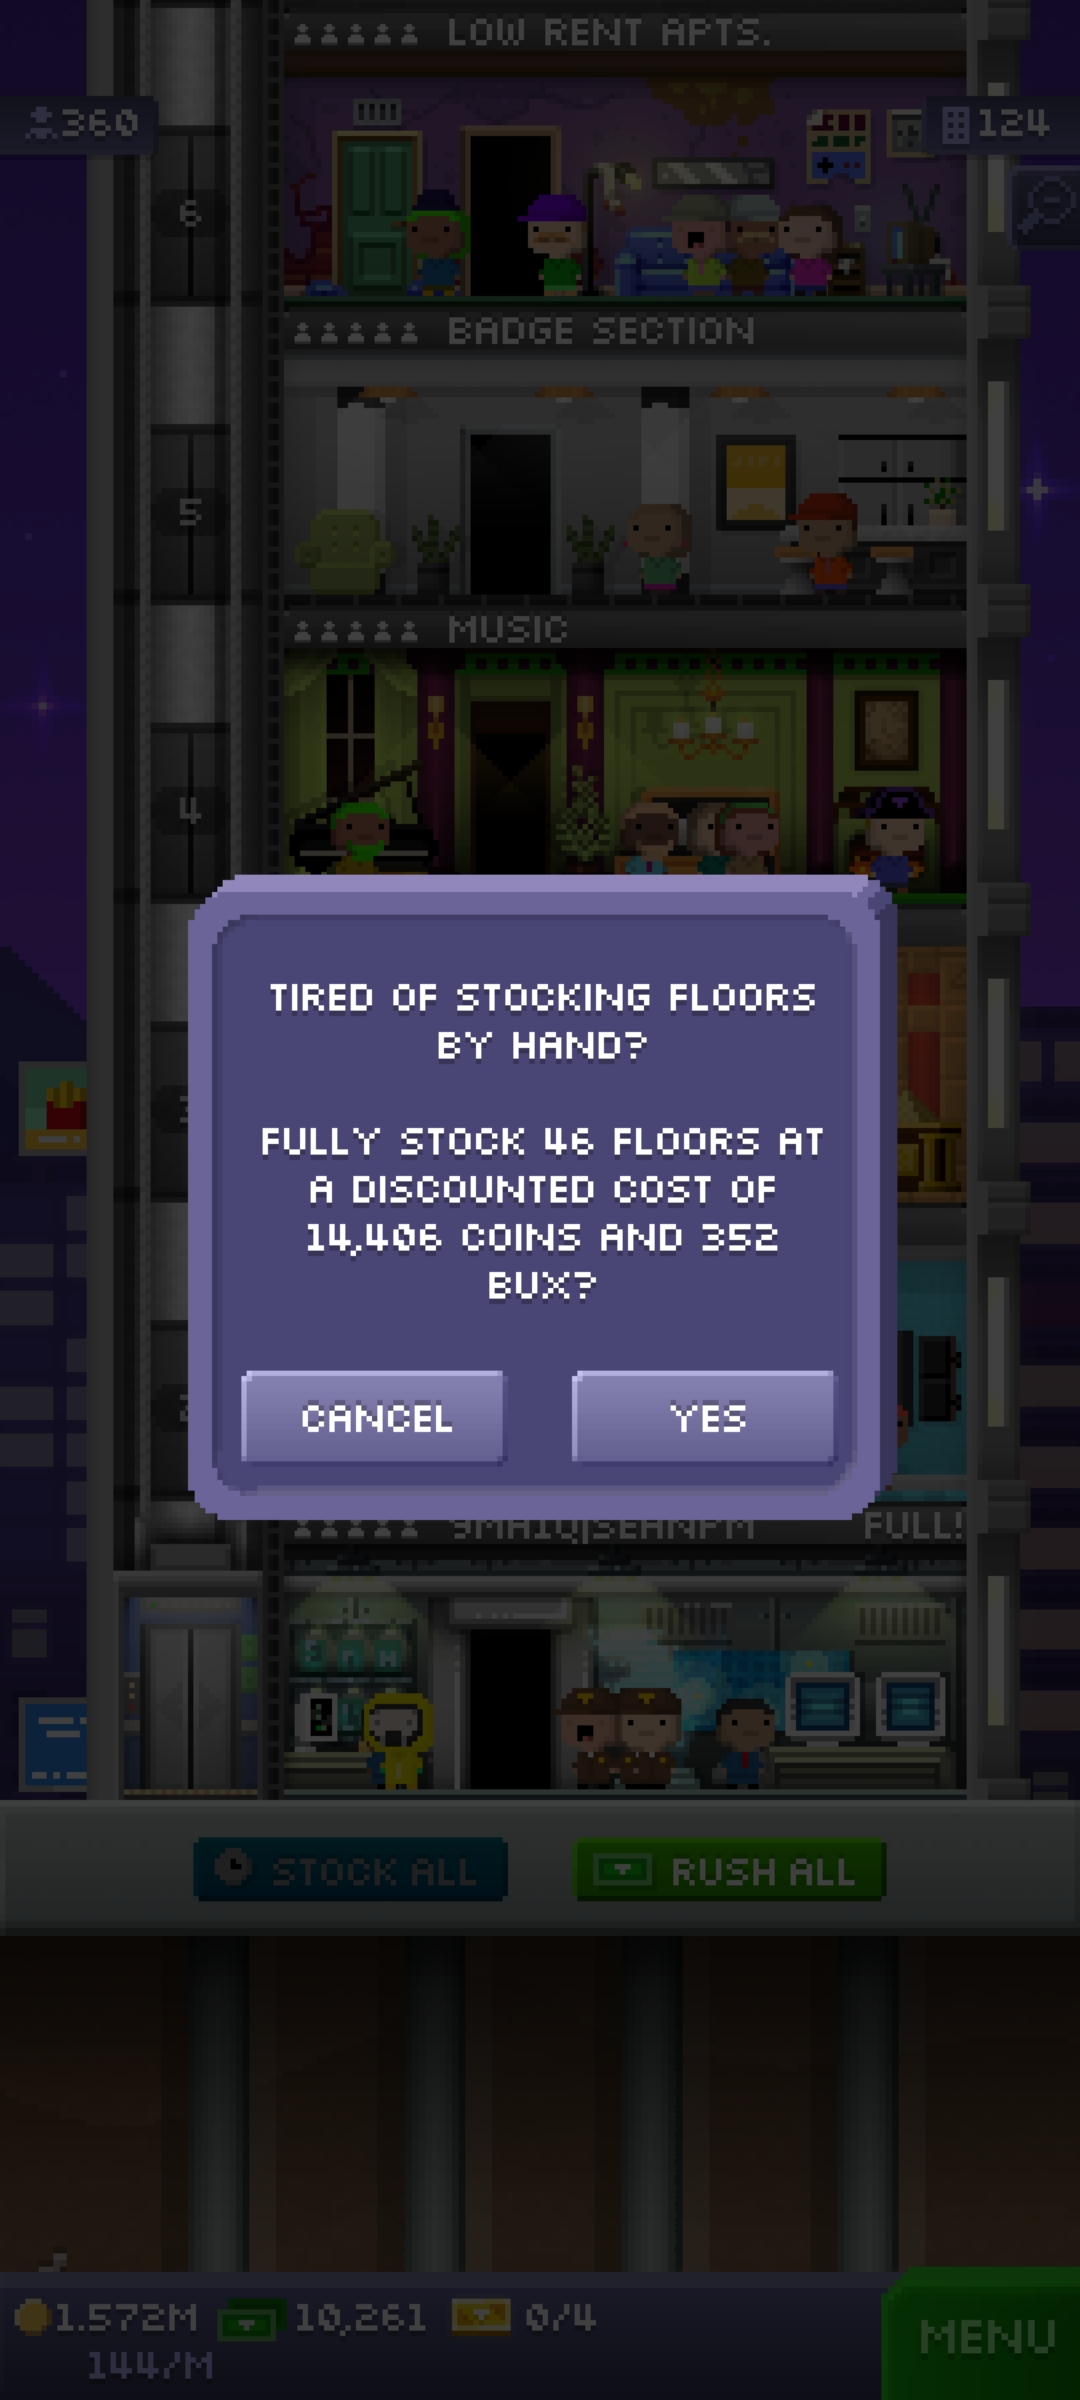 LOW RENT APTS.
360
124
6
BADGE SECTION
5
MUSIC
4
TIRED OF STOCKING FLOORS
BY HAND?
FULLY STOCK 46 FLOORS AT
A DISCOUNTED COST OF
14,406 COINS AND 352
BUX?
CANCEL
YES
FULL!
STOCK ALL
RUSH ALL
1.572M
10,261
0/4
144/M
MENU